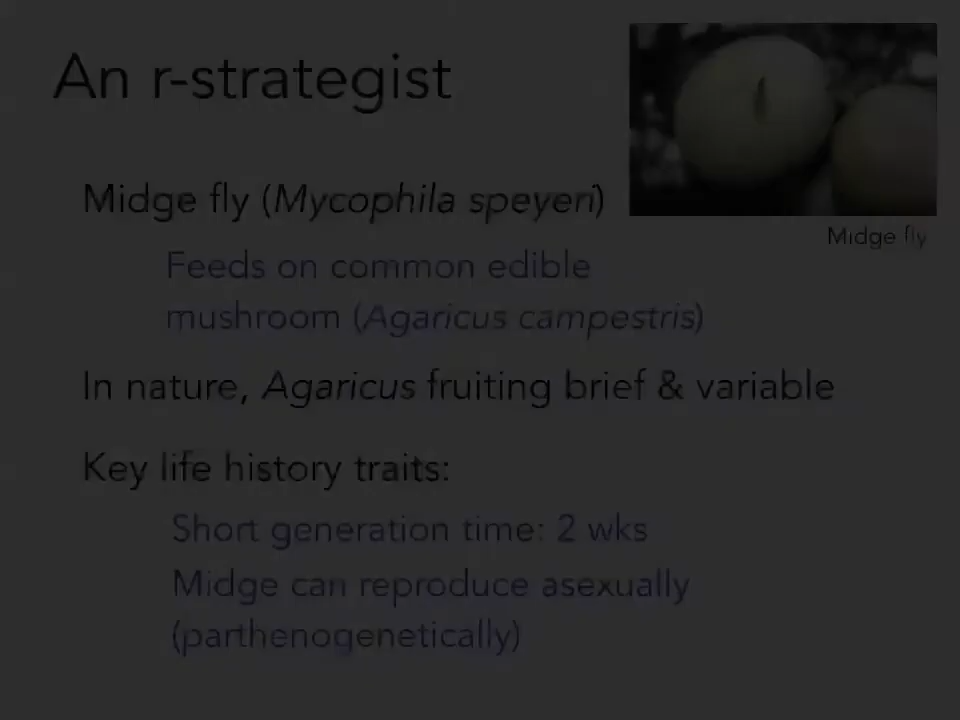 An r-strategist
Midge fly (Mycophila speyeri)
Midge fly
Feeds on common edible
mushroom (Agaricus campestris)
In nature, Agaricus fruiting brief & variable
Key life history traits:
Short generation time: 2 wks
Midge can reproduce asexually
(parthenogenetically)